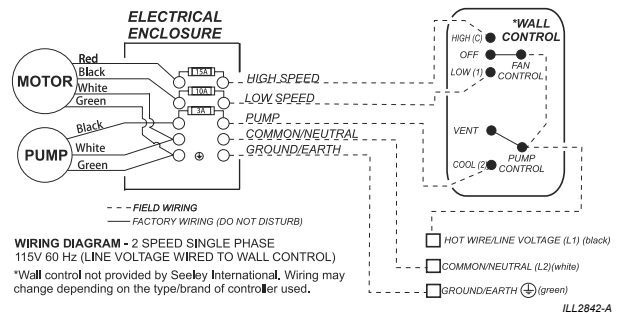 ELECTRICAL
ENCLOSURE
*WALL
CONTROL
HIGH (C)
OFF
FAN
CONTROL
LOW (1)
Red
Black
White
Green
MOTOR
15A
10A
3A
HIGH SPEED
LOW SPEED
PUMP
COMMON/NEUTRAL
GROUND/EARTH
Black
White
Green
PUMP
VENT
PUMP
CONTROL
COOL (2)
FIELD WIRING
FACTORY WIRING (DO NOT DISTURB)
WIRING DIAGRAM - 2 SPEED SINGLE PHASE
115V 60 Hz (LINE VOLTAGE WIRED TO WALL CONTROL)
*Wall control not provided by Seeley International. Wiring may
change depending on the type/brand of controller used.
HOT WIRE/LINE VOLTAGE (L1) (black)
COMMON/NEUTRAL (L2)(white)
GROUND/EARTH (green)
ILL2842-A